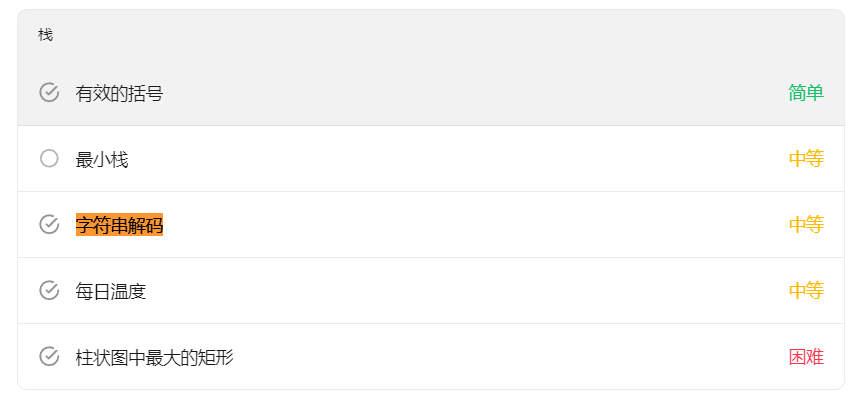 栈
有效的括号 简单
最小栈 中等
字符串解码 中等
每日温度 中等
柱状图中最大的矩形 困难